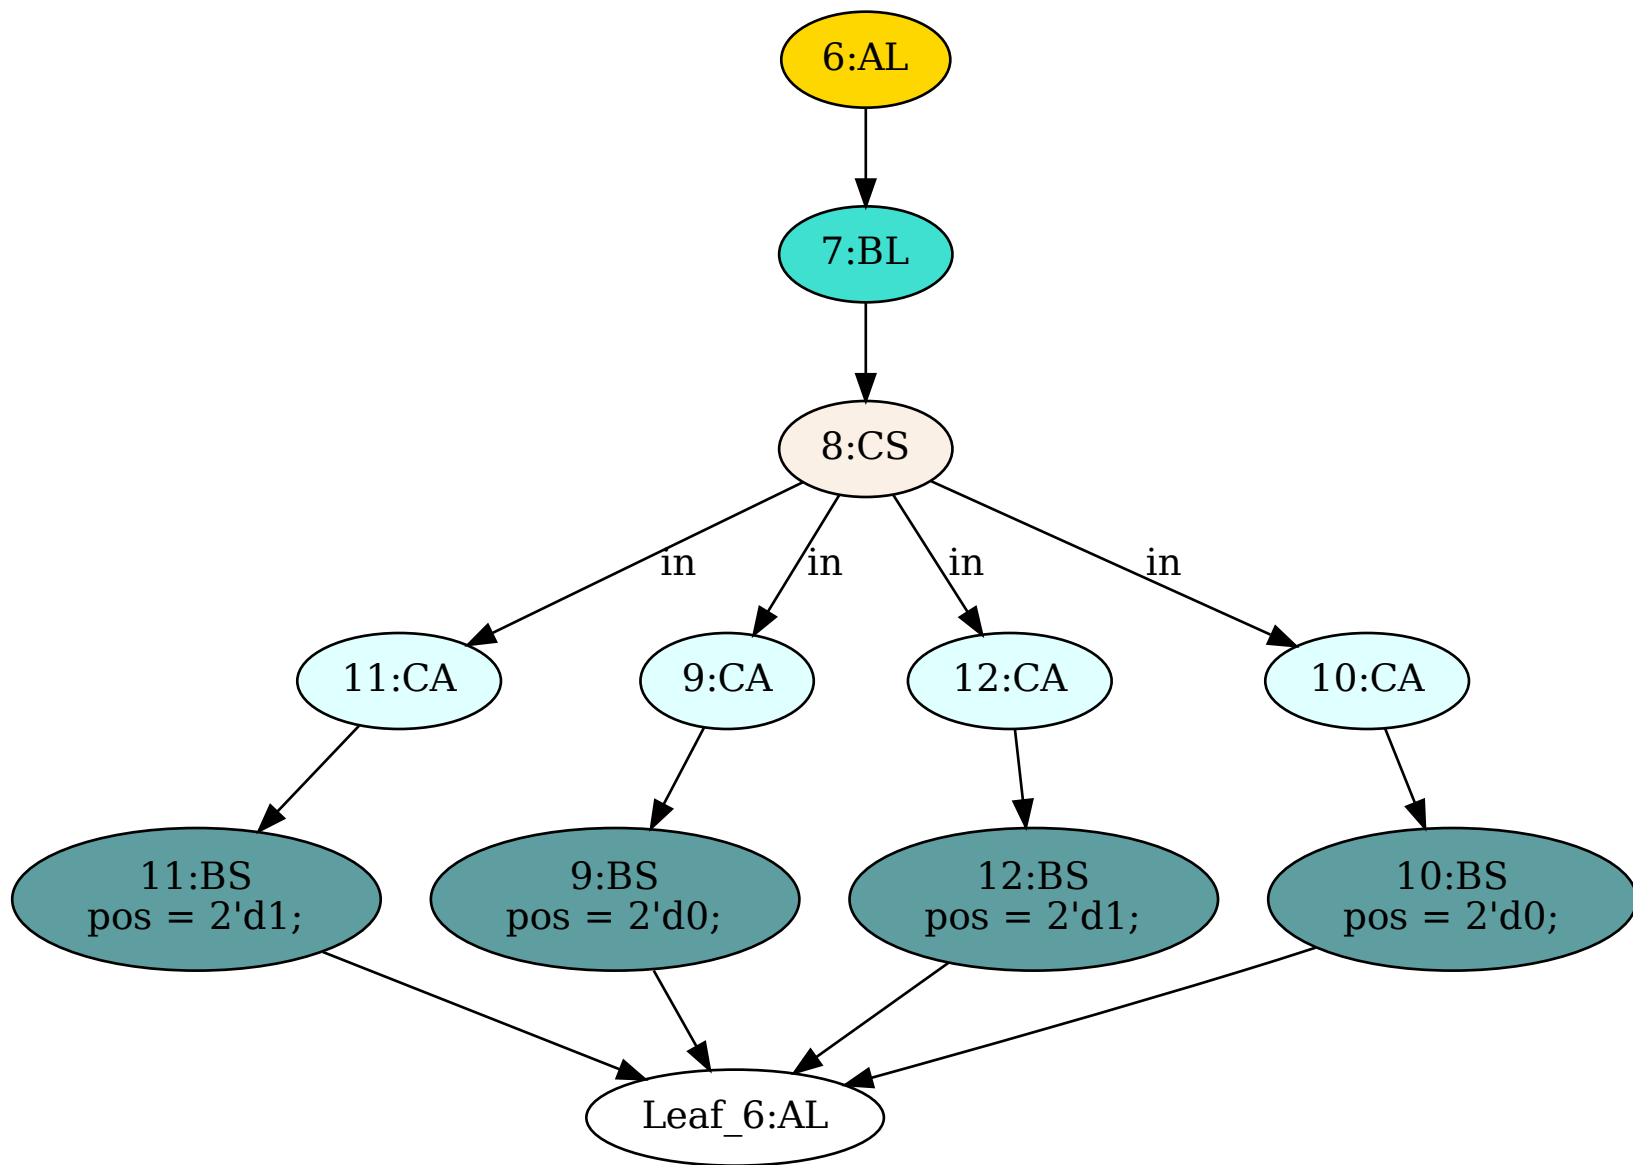 6:AL
7:BL
8:CS
in
in
in
in
11:CA
9:CA
12:CA
10:CA
11:BS
pos = 2'd1;
9:BS
pos = 2'd0;
12:BS
pos = 2'd1;
10:BS
pos = 2'd0;
Leaf_6:AL